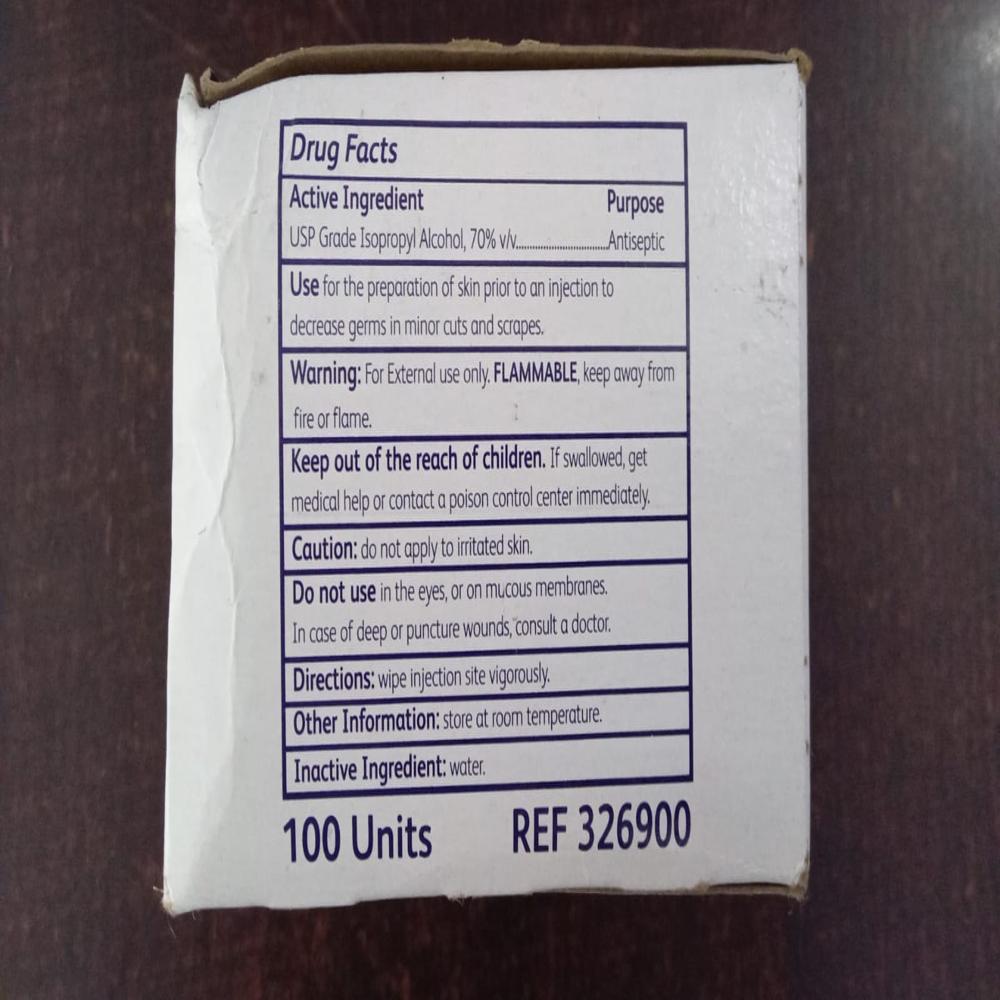 Drug Facts
Active Ingredient Purpose
USP Grade Isopropyl Alcohol, 70% v/v..............................Antiseptic
Use for the preparation of skin prior to an injection to
decrease germs in minor cuts and scrapes.
Warning: For External use only. FLAMMABLE, keep away from
fire or flame.
Keep out of the reach of children. If swallowed, get
medical help or contact a poison control center immediately.
Caution: do not apply to irritated skin.
Do not use in the eyes, or on mucous membranes.
In case of deep or puncture wounds, consult a doctor.
Directions: wipe injection site vigorously.
Other Information: store at room temperature.
Inactive Ingredient: water.
100 Units REF 326900